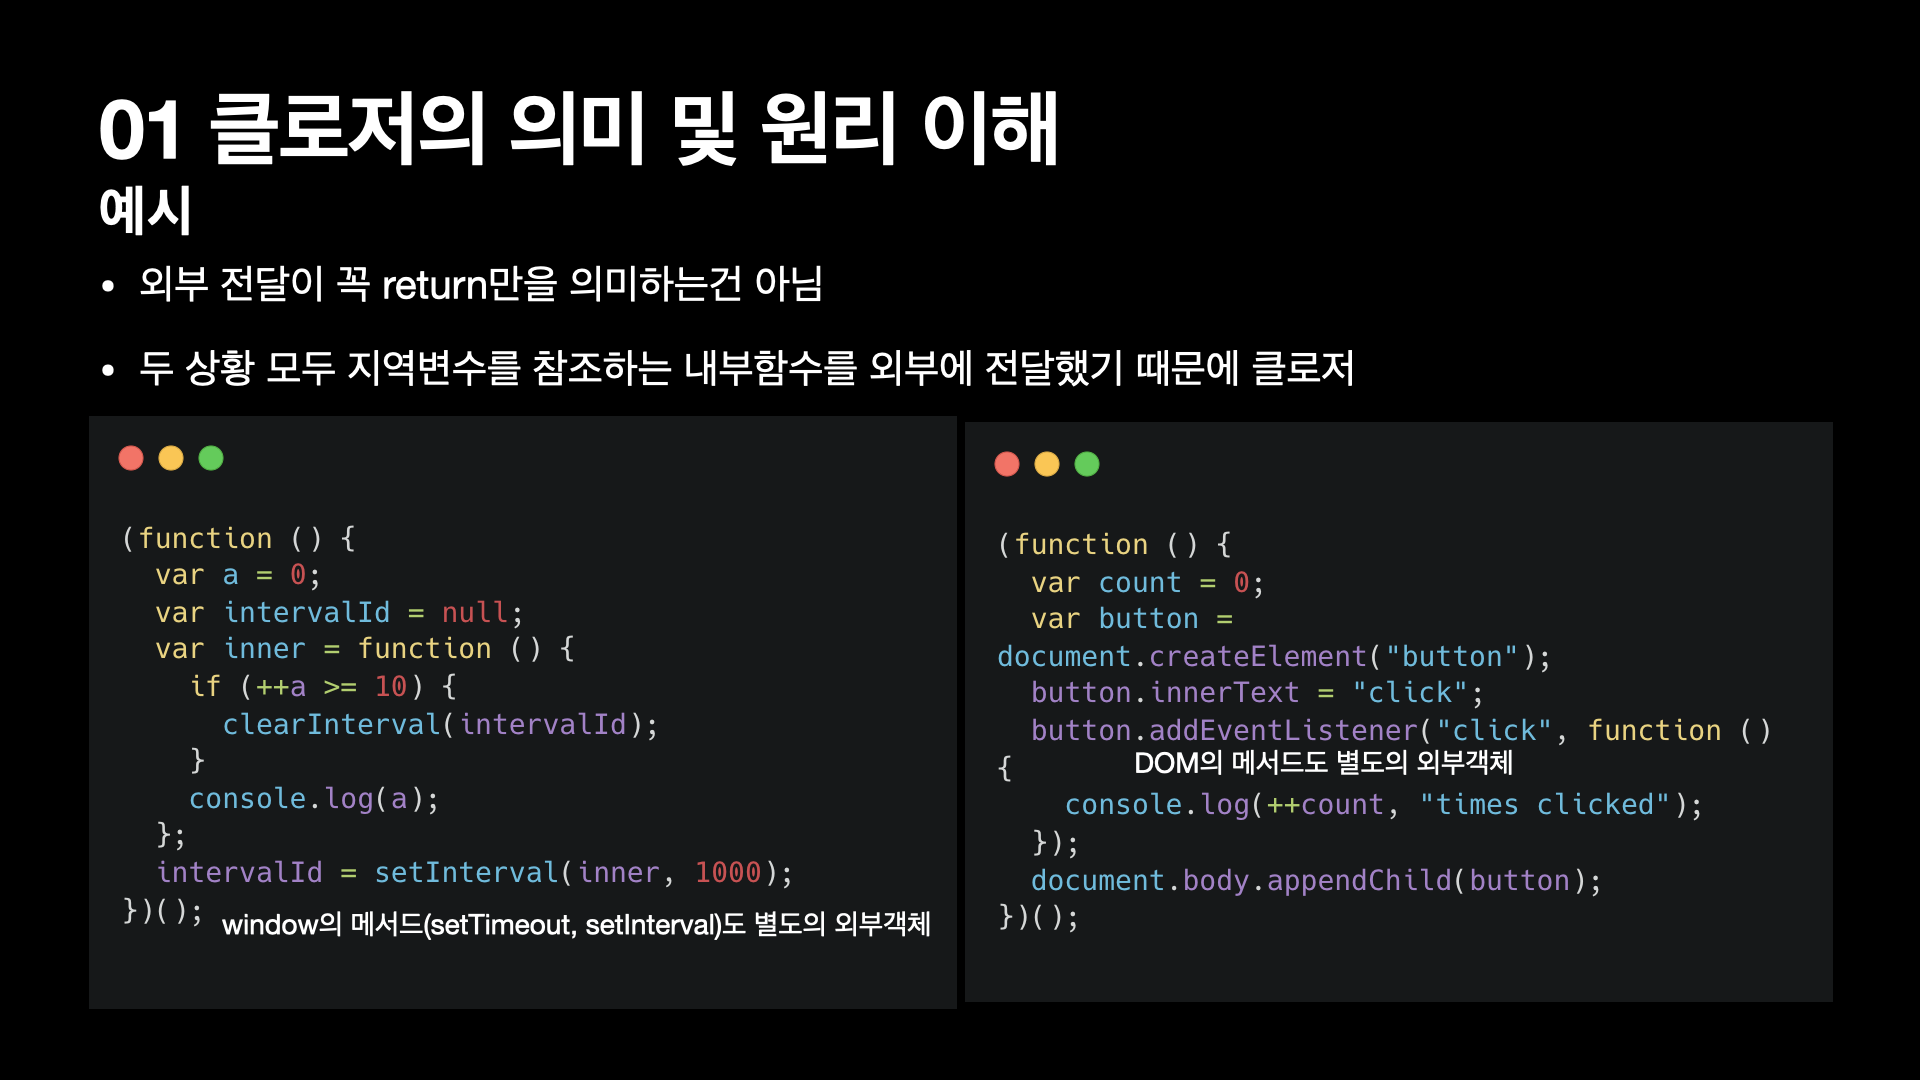 01 클로저의 의미 및 원리 이해
예시
• 외부 전달이 꼭 return만을 의미하는건 아님
• 두 상황 모두 지역변수를 참조하는 내부함수를 외부에 전달했기 때문에 클로저
(function () {
  var a = 0;
  var intervalId = null;
  var inner = function () {
    if (++a >= 10) {
      clearInterval(intervalId);
    }
    console.log(a);
  };
  intervalId = setInterval(inner, 1000);
})();
window의 메서드(setTimeout, setInterval)도 별도의 외부객체
(function () {
  var count = 0;
  var button =
document.createElement("button");
  button.innerText = "click";
  button.addEventListener("click", function ()
{
DOM의 메서드도 별도의 외부객체
    console.log(++count, "times clicked");
  });
  document.body.appendChild(button);
})();